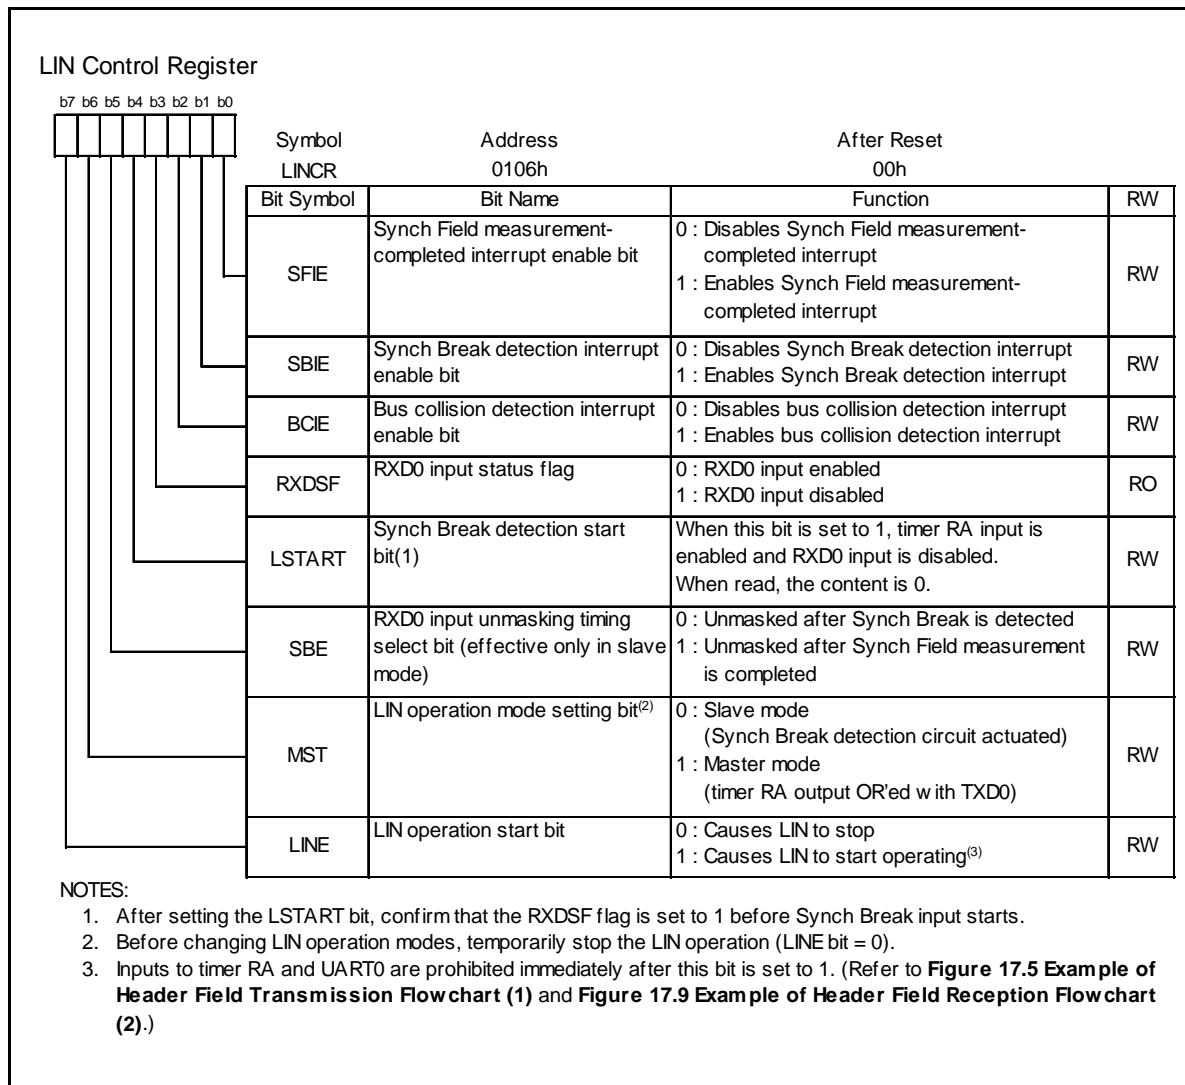 LIN Control Register
b7 b6 b5 b4 b3 b2 b1 b0
Symbol Address After Reset
LINCR 0106h 00h
Bit Symbol Bit Name Function RW
SFIE
Synch Field measurement-
completed interrupt enable bit
0 : Disables Synch Field measurement-
completed interrupt
1 : Enables Synch Field measurement-
completed interrupt
RW
SBIE
Synch Break detection interrupt
enable bit
0 : Disables Synch Break detection interrupt
1 : Enables Synch Break detection interrupt
RW
BCIE
Bus collision detection interrupt
enable bit
0 : Disables bus collision detection interrupt
1 : Enables bus collision detection interrupt
RW
RXDSF
RXD0 input status flag
0 : RXD0 input enabled
1 : RXD0 input disabled
RO
LSTART
Synch Break detection start
bit(1)
When this bit is set to 1, timer RA input is
enabled and RXD0 input is disabled.
When read, the content is 0.
RW
SBE
RXD0 input unmasking timing
select bit (effective only in slave
mode)
0 : Unmasked after Synch Break is detected
1 : Unmasked after Synch Field measurement
is completed
RW
MST
LIN operation mode setting bit(2)
0 : Slave mode
(Synch Break detection circuit actuated)
1 : Master mode
(timer RA output OR'ed with TXD0)
RW
LINE
LIN operation start bit
0 : Causes LIN to stop
1 : Causes LIN to start operating(3)
RW
NOTES:
1. After setting the LSTART bit, confirm that the RXDSF flag is set to 1 before Synch Break input starts.
2. Before changing LIN operation modes, temporarily stop the LIN operation (LINE bit = 0).
3. Inputs to timer RA and UART0 are prohibited immediately after this bit is set to 1. (Refer to Figure 17.5 Example of
Header Field Transmission Flowchart (1) and Figure 17.9 Example of Header Field Reception Flowchart
(2).)